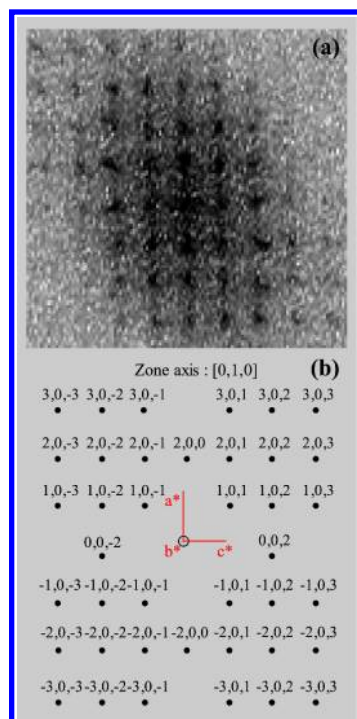 (a)
Zone axis : [0,1,0] (b)
3,0,-3 3,0,-2 3,0,-1 3,0,1 3,0,2 3,0,3
2,0,-3 2,0,-2 2,0,-1 2,0,0 2,0,1 2,0,2 2,0,3
1,0,-3 1,0,-2 1,0,-1 a* 1,0,1 1,0,2 1,0,3
0,0,-2 b* c* 0,0,2
-1,0,-3 -1,0,-2 -1,0,-1 -1,0,1 -1,0,2 -1,0,3
-2,0,-3 -2,0,-2 -2,0,-1 -2,0,0 -2,0,1 -2,0,2 -2,0,3
-3,0,-3 -3,0,-2 -3,0,-1 -3,0,1 -3,0,2 -3,0,3